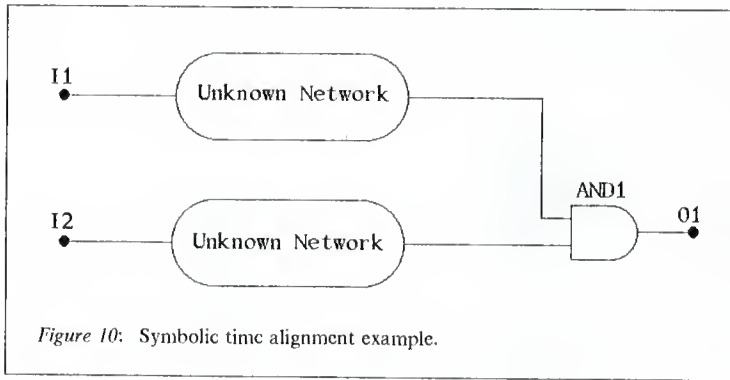 I1
Unknown Network
AND1
O1
I2
Unknown Network
Figure 10: Symbolic time alignment example.